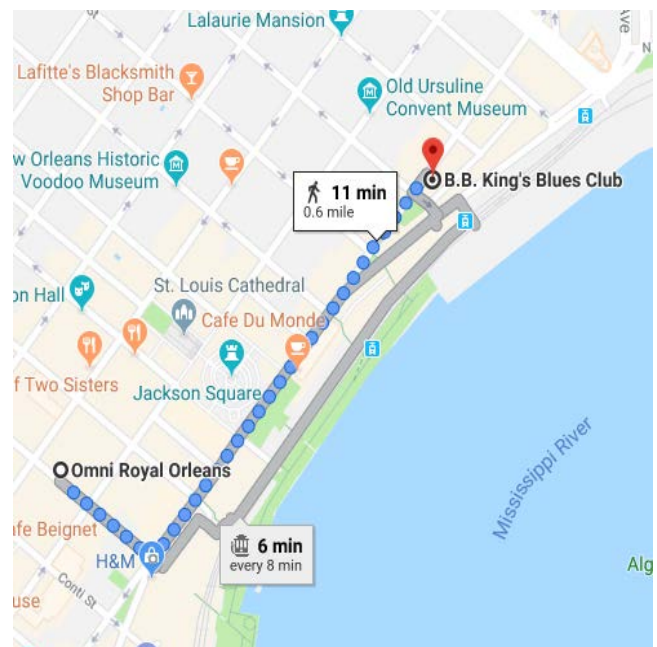 Lalaurie Mansion
Ave
N
Lafitte's Blacksmith
Shop Bar
Old Ursuline
Convent Museum
w Orleans Historic
Voodoo Museum
11 min
0.6 mile
B.B. King's Blues Club
on Hall
St. Louis Cathedral
Cafe Du Monde
f Two Sisters
Jackson Square
Mississippi River
Omni Royal Orleans
afe Beignet
H&M
6 min
every 8 min
Conti St
Alg
use